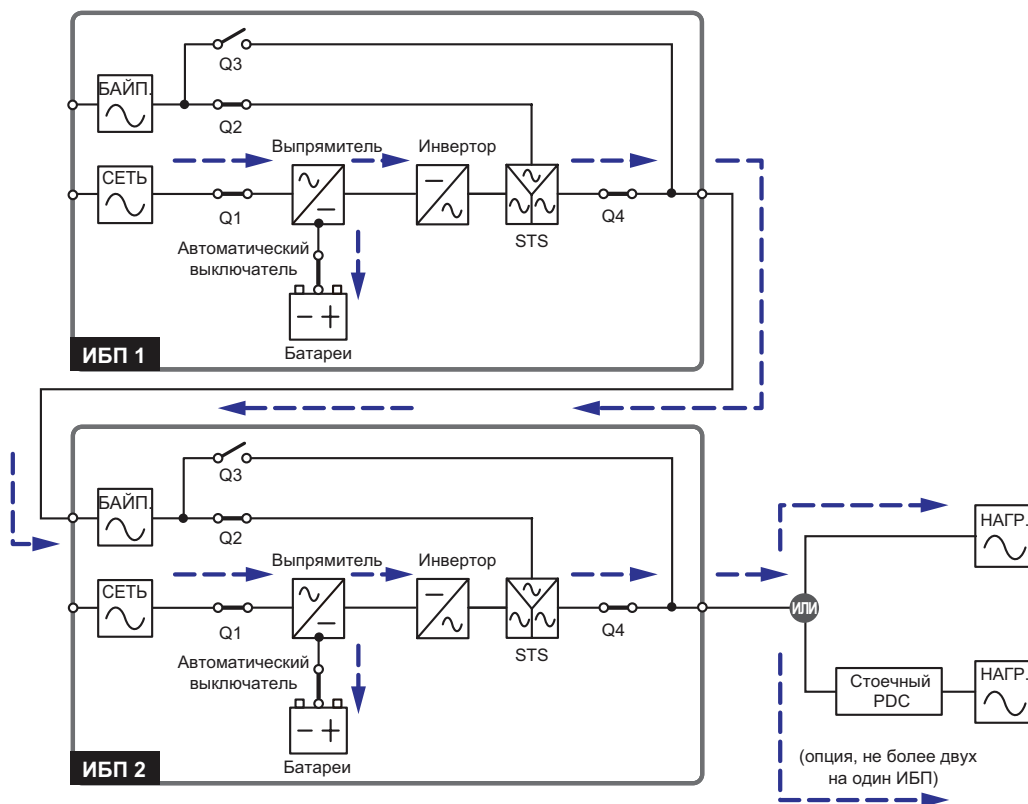 Q3
БАЙП.
Q2
Выпрямитель
Инвертор
СЕТЬ
Q1
STS
Q4
Автоматический
выключатель
Батареи
ИБП 1
Q3
БАЙП.
Q2
Выпрямитель
Инвертор
СЕТЬ
Q1
STS
Q4
Автоматический
выключатель
Батареи
ИБП 2
НАГР.
ИЛИ
Стоечный
PDC
НАГР.
(опция, не более двух
на один ИБП)